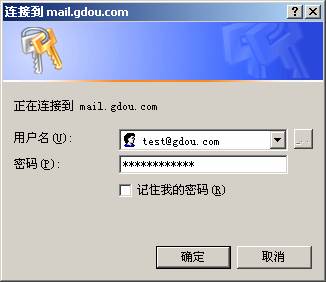 连接到 mail.gdou.com
正在连接到 mail.gdou.com
用户名(U): test@gdou.com ...
密码(P): ************
记住我的密码(R)
确定 取消